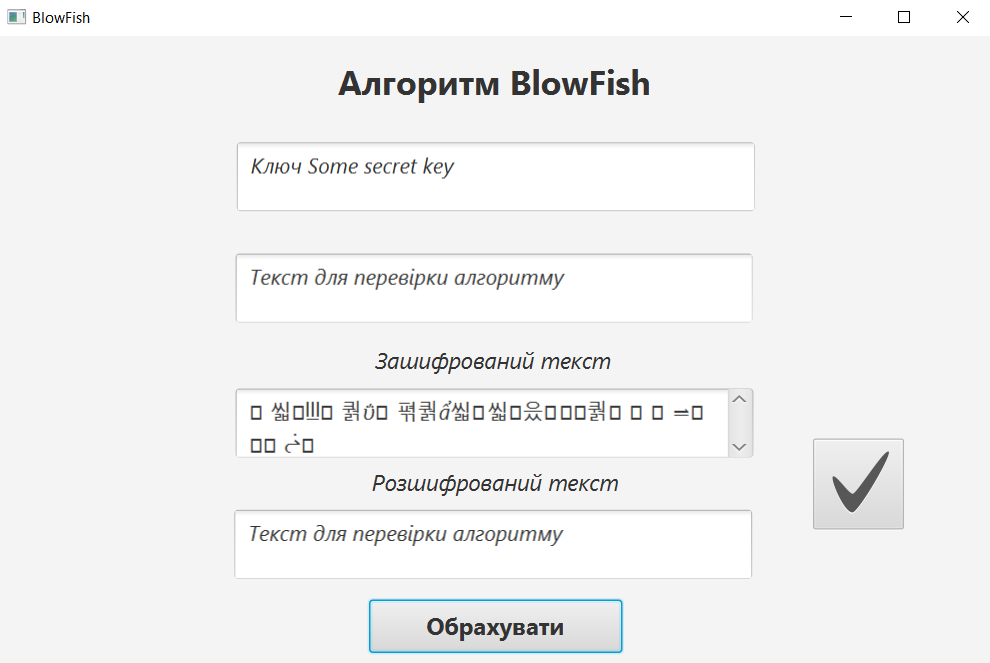 BlowFish
Алгоритм BlowFish
Ключ Some secret key
Текст для перевірки алгоритму
Зашифрований текст
Розшифрований текст
Текст для перевірки алгоритму
Обрахувати